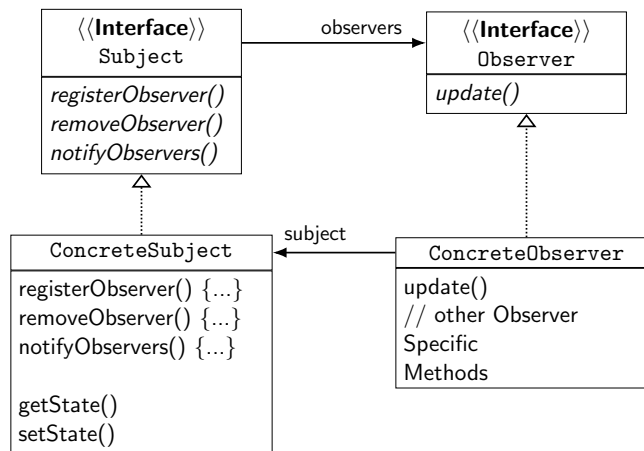 ⟨⟨Interface⟩⟩
Subject
registerObserver()
removeObserver()
notifyObservers()
observers
⟨⟨Interface⟩⟩
Observer
update()
ConcreteSubject
registerObserver() {...}
removeObserver() {...}
notifyObservers() {...}
getState()
setState()
subject
ConcreteObserver
update()
// other Observer
Specific
Methods